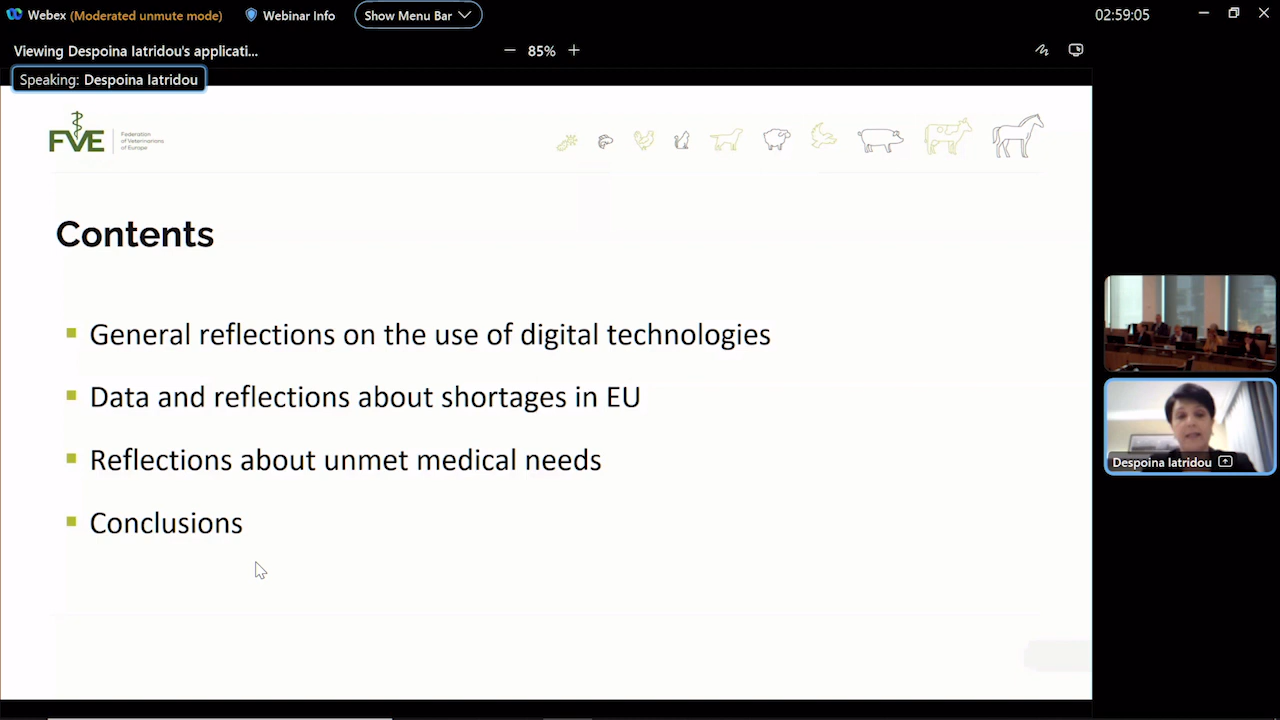 Webex (Moderated unmute mode) Webinar Info Show Menu Bar 02:59:05
Viewing Despoina Iatridou's applicati... 85%
Speaking: Despoina Iatridou
FVE
Federation
of Veterinarians
of Europe
Contents
General reflections on the use of digital technologies
Data and reflections about shortages in EU
Reflections about unmet medical needs
Conclusions
Despoina Iatridou